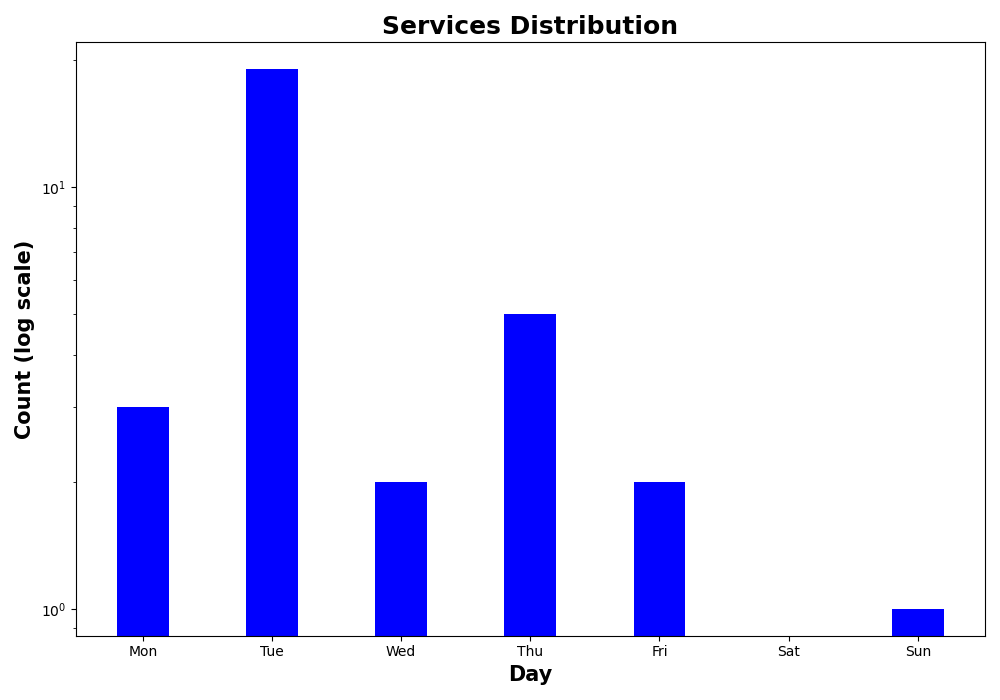 Services Distribution
Count (log scale)
10¹
10⁰
Mon Tue Wed Thu Fri Sat Sun
Day